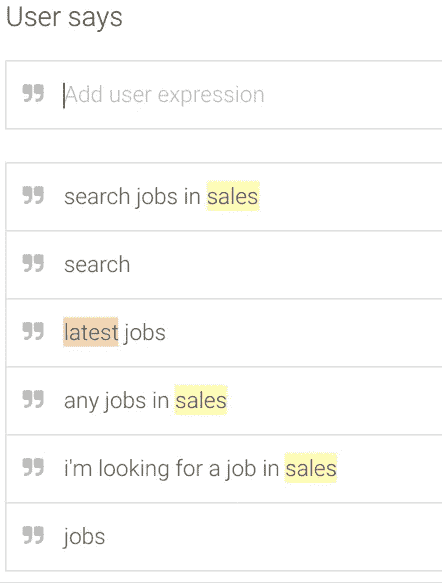 User says
Add user expression
search jobs in sales
search
latest jobs
any jobs in sales
i'm looking for a job in sales
jobs